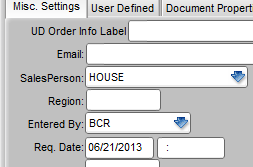 Misc. Settings User Defined Document Properti
UD Order Info Label
Email:
SalesPerson: HOUSE
Region:
Entered By: BCR
Req. Date: 06/21/2013 :